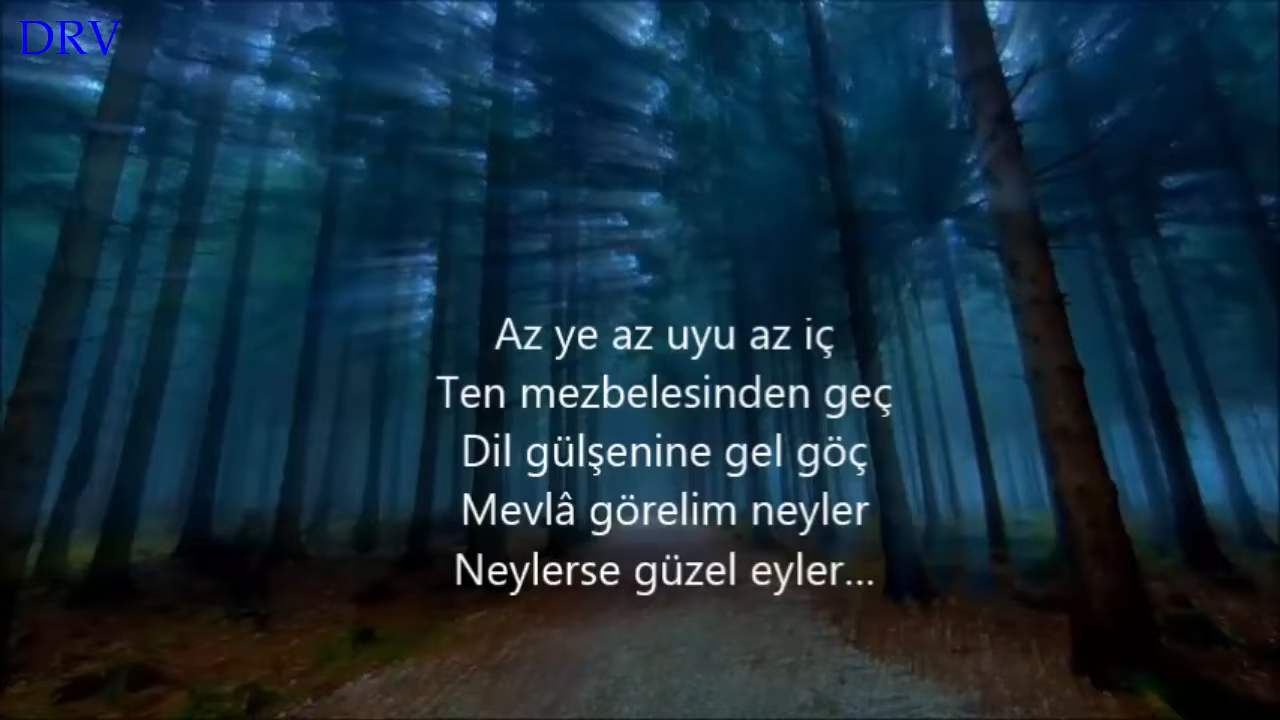 DRV
Az ye az uyu az iç
Ten mezbelesinden geç
Dil gülşenine gel göç
Mevlâ görelim neyler
Neylerse güzel eyler...